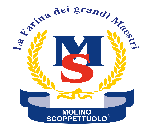 La Farina dei grandi Maestri
MS
MOLINO
SCOPPETTUOLO